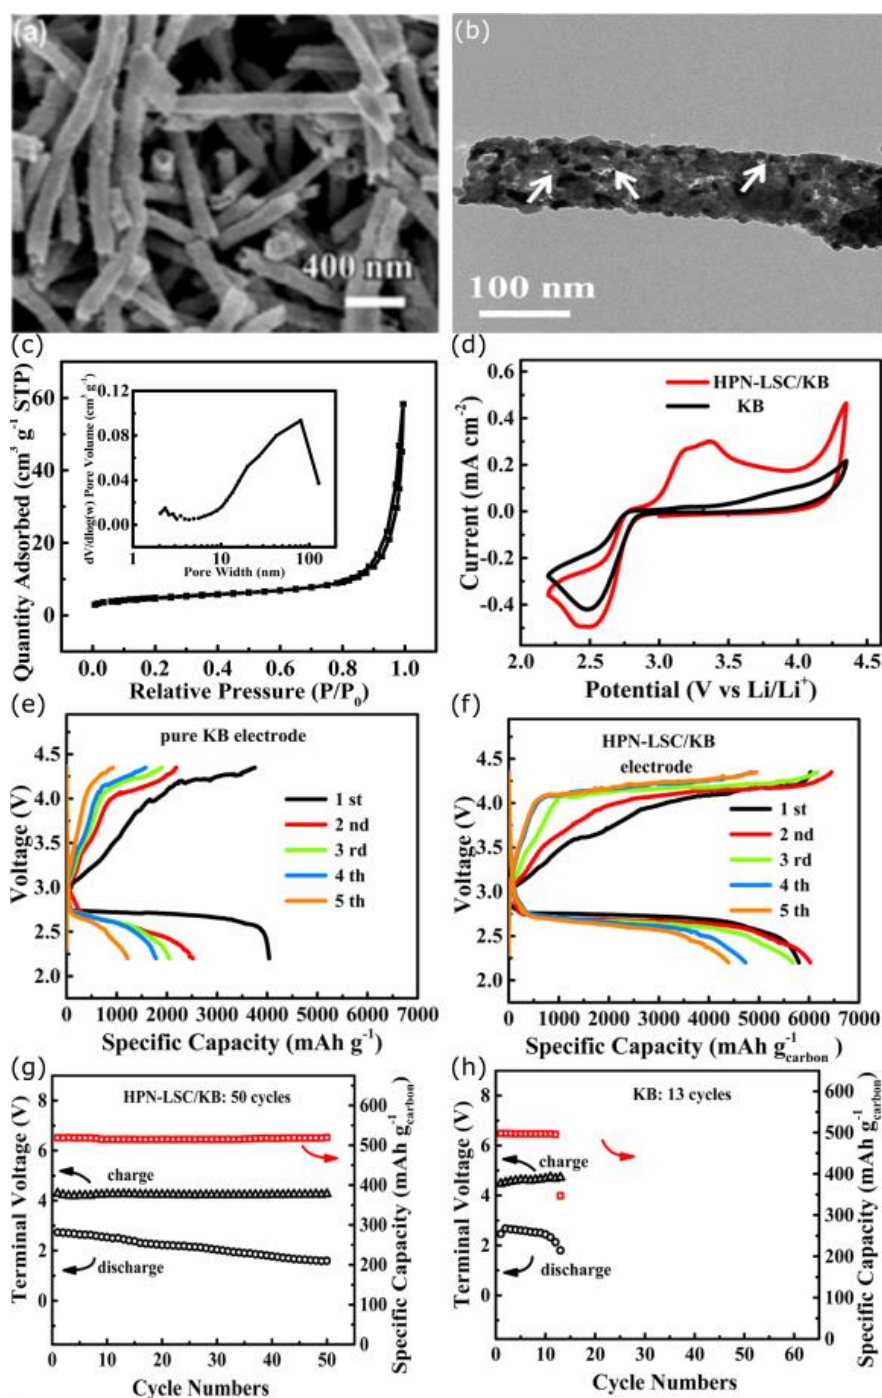 (a)
400 nm
(b)
100 nm
(c)
Quantity Adsorbed (cm³ g⁻¹ STP)
60
40
20
0
0.0 0.2 0.4 0.6 0.8 1.0
Relative Pressure (P/P₀)
dV/dlog(w) Pore Volume (cm³ g⁻¹)
0.12
0.08
0.04
0.00
1 10 100
Pore Width (nm)
(d)
Current (mA cm⁻²)
0.6
0.4
0.2
0.0
-0.2
-0.4
2.0 2.5 3.0 3.5 4.0 4.5
Potential (V vs Li/Li⁺)
HPN-LSC/KB
KB
(e)
pure KB electrode
Voltage (V)
4.5
4.0
3.5
3.0
2.5
2.0
1 st
2 nd
3 rd
4 th
5 th
0 1000 2000 3000 4000 5000 6000 7000
Specific Capacity (mAh g⁻¹)
(f)
HPN-LSC/KB
electrode
Voltage (V)
4.5
4.0
3.5
3.0
2.5
2.0
1 st
2 nd
3 rd
4 th
5 th
0 1000 2000 3000 4000 5000 6000 7000
Specific Capacity (mAh g⁻¹carbon)
(g)
HPN-LSC/KB: 50 cycles
Terminal Voltage (V)
8
6
4
2
0
charge
discharge
600
500
400
300
200
100
0
Specific Capacity (mAh g⁻¹carbon)
0 10 20 30 40 50
Cycle Numbers
(h)
KB: 13 cycles
Terminal Voltage (V)
8
6
4
2
0
charge
discharge
600
500
400
300
200
100
0
Specific Capacity (mAh g⁻¹carbon)
0 10 20 30 40 50 60
Cycle Numbers